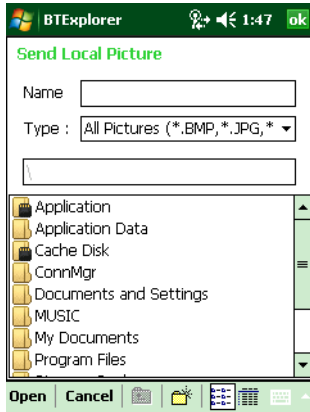 BTExplorer 1:47 ok
Send Local Picture
Name
Type : All Pictures (*.BMP,*.JPG,*
\
Application
Application Data
Cache Disk
ConnMgr
Documents and Settings
MUSIC
My Documents
Program Files
Open Cancel